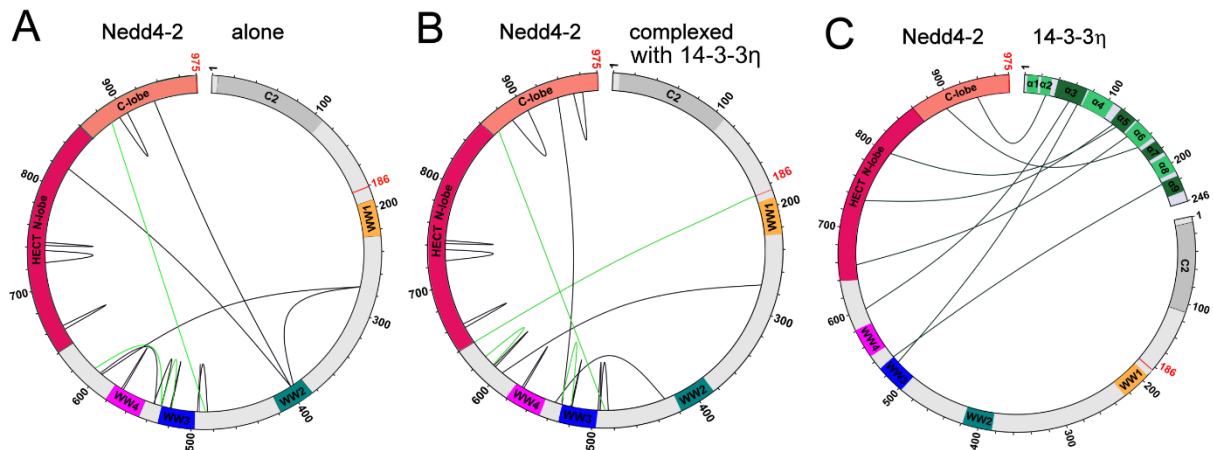 A
Nedd4-2 alone
975
1
C2
100
186
200
WW1
300
400
WW2
500
WW3
WW4
600
700
HECT N-lobe
800
C-lobe
900
B
Nedd4-2 complexed
with 14-3-3η
975
1
C2
100
186
200
WW1
300
400
WW2
500
WW3
WW4
600
700
HECT N-lobe
800
C-lobe
900
C
Nedd4-2 14-3-3η
975
1
α1
α2
α3
100
α4
α5
α6
α7
200
α8
α9
246
1
C2
100
186
200
WW1
300
400
WW2
500
WW3
WW4
600
700
HECT N-lobe
800
C-lobe
900